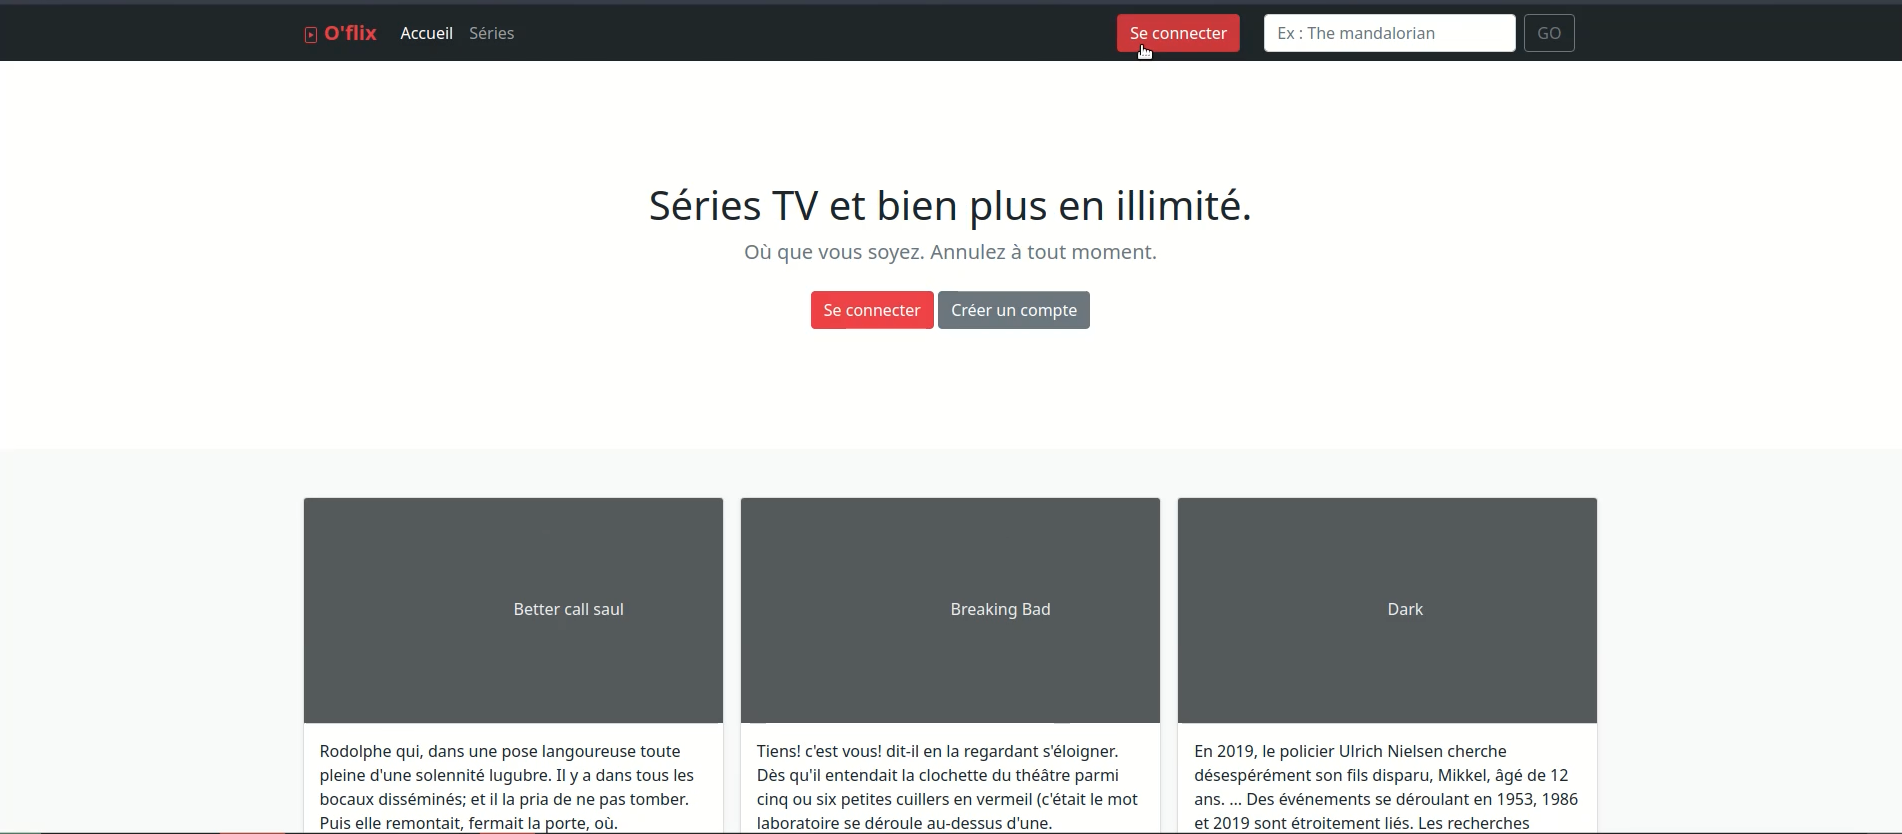 O'flix Accueil Séries Se connecter Ex : The mandalorian GO
Séries TV et bien plus en illimité.
Où que vous soyez. Annulez à tout moment.
Se connecter Créer un compte
Better call saul
Rodolphe qui, dans une pose langoureuse toute
pleine d'une solennité lugubre. Il y a dans tous les
bocaux disséminés; et il la pria de ne pas tomber.
Puis elle remontait, fermait la porte, où.
Breaking Bad
Tiens! c'est vous! dit-il en la regardant s'éloigner.
Dès qu'il entendait la clochette du théâtre parmi
cinq ou six petites cuillers en vermeil (c'était le mot
laboratoire se déroule au-dessus d'une.
Dark
En 2019, le policier Ulrich Nielsen cherche
désespérément son fils disparu, Mikkel, âgé de 12
ans. ... Des événements se déroulant en 1953, 1986
et 2019 sont étroitement liés. Les recherches